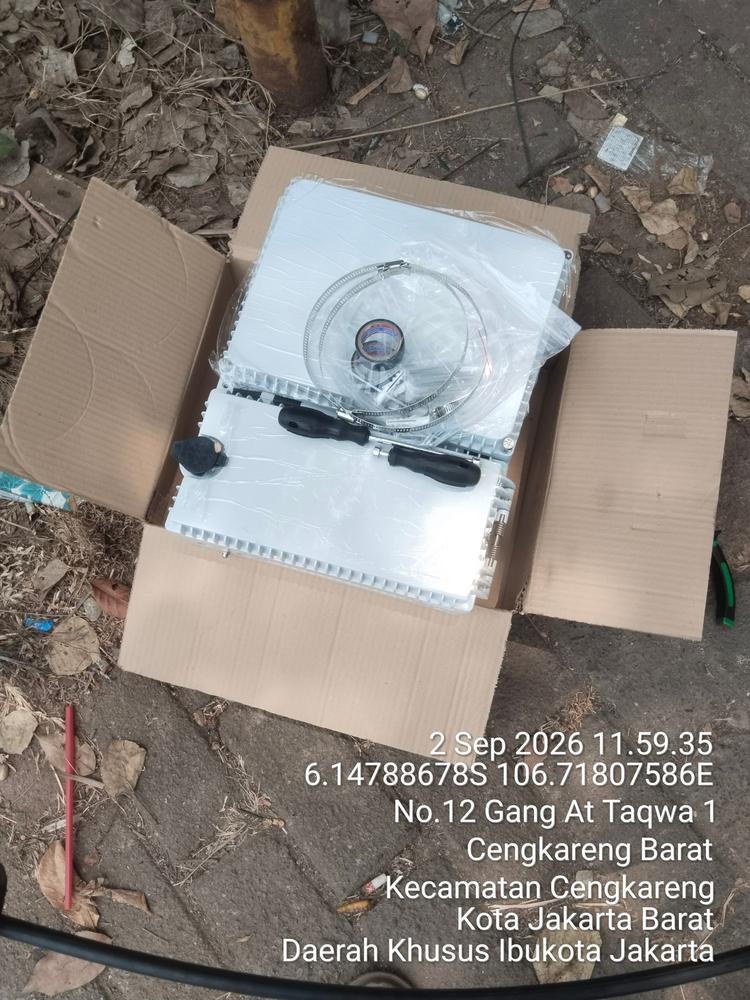 2 Sep 2026 11.59.35
6.14788678S 106.71807586E
No.12 Gang At Taqwa 1
Cengkareng Barat
Kecamatan Cengkareng
Kota Jakarta Barat
Daerah Khusus Ibukota Jakarta